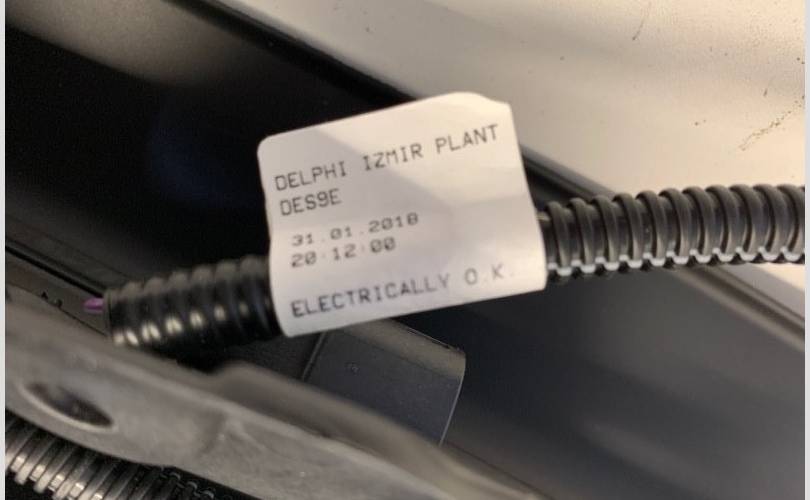 DELPHI IZMIR PLANT
DES9E
31.01.2018
20:12:00
ELECTRICALLY O.K.